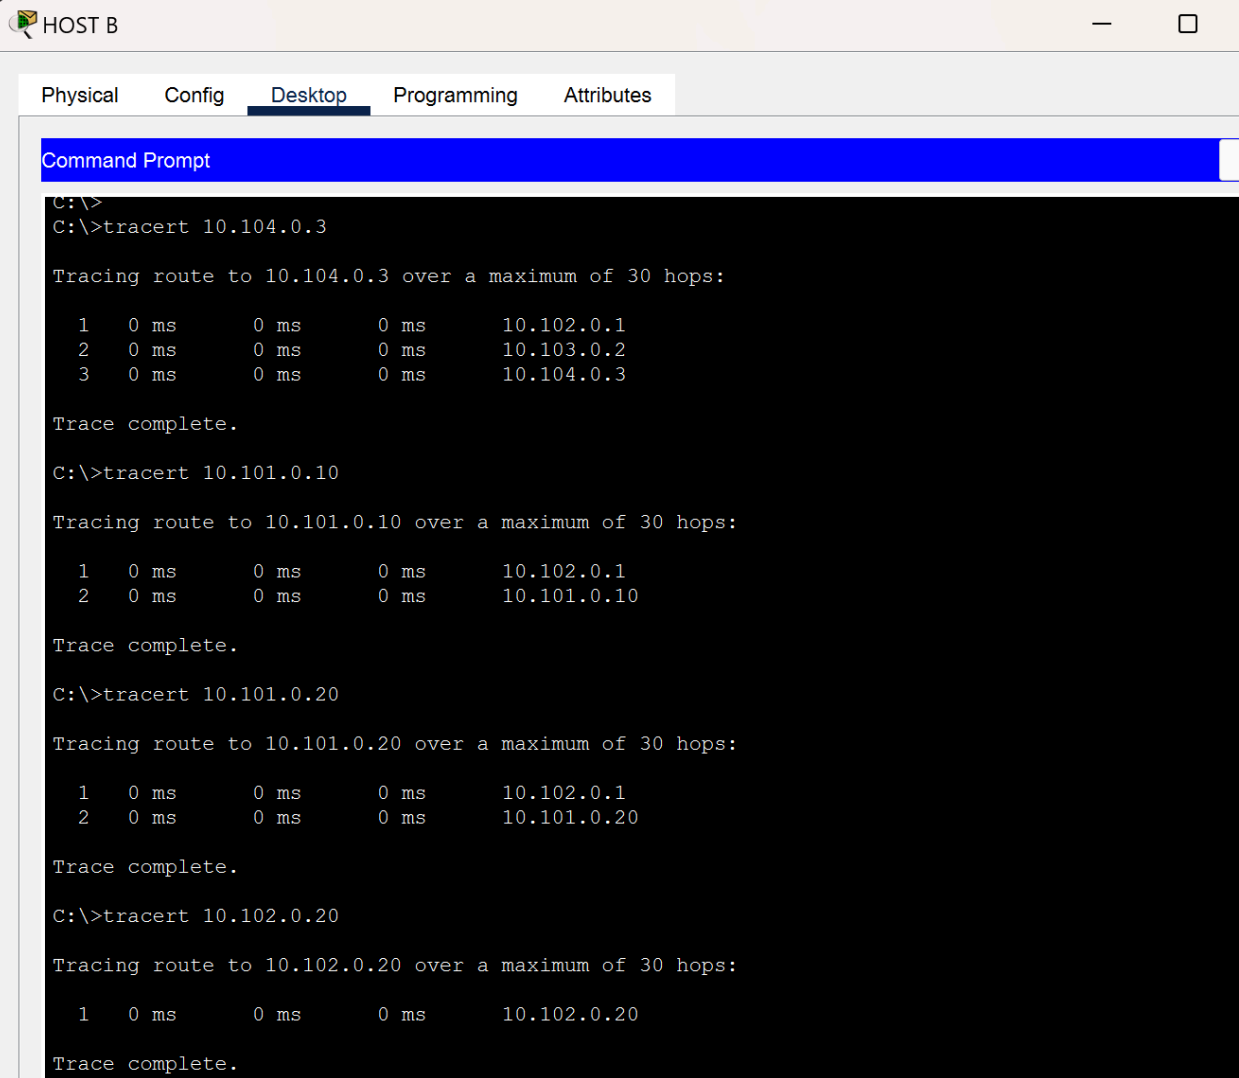 HOST B
Physical Config Desktop Programming Attributes
Command Prompt
C:\>
C:\>tracert 10.104.0.3
Tracing route to 10.104.0.3 over a maximum of 30 hops:
1 0 ms 0 ms 0 ms 10.102.0.1
2 0 ms 0 ms 0 ms 10.103.0.2
3 0 ms 0 ms 0 ms 10.104.0.3
Trace complete.
C:\>tracert 10.101.0.10
Tracing route to 10.101.0.10 over a maximum of 30 hops:
1 0 ms 0 ms 0 ms 10.102.0.1
2 0 ms 0 ms 0 ms 10.101.0.10
Trace complete.
C:\>tracert 10.101.0.20
Tracing route to 10.101.0.20 over a maximum of 30 hops:
1 0 ms 0 ms 0 ms 10.102.0.1
2 0 ms 0 ms 0 ms 10.101.0.20
Trace complete.
C:\>tracert 10.102.0.20
Tracing route to 10.102.0.20 over a maximum of 30 hops:
1 0 ms 0 ms 0 ms 10.102.0.20
Trace complete.